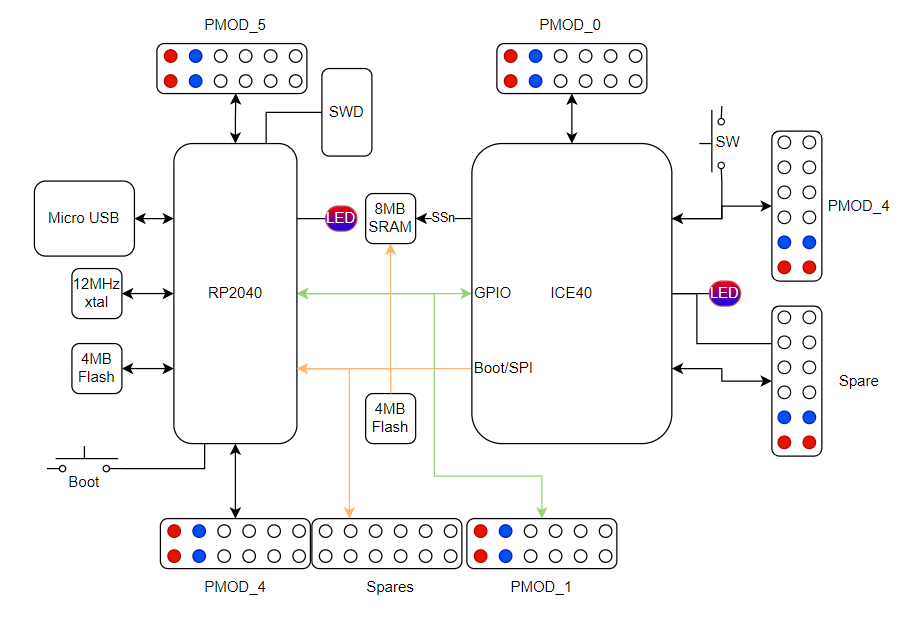 PMOD_5
PMOD_0
SWD
SW
Micro USB
LED
8MB
SRAM
SSn
PMOD_4
12MHz
xtal
RP2040
GPIO
ICE40
LED
4MB
Flash
Boot/SPI
Spare
4MB
Flash
Boot
PMOD_4
Spares
PMOD_1